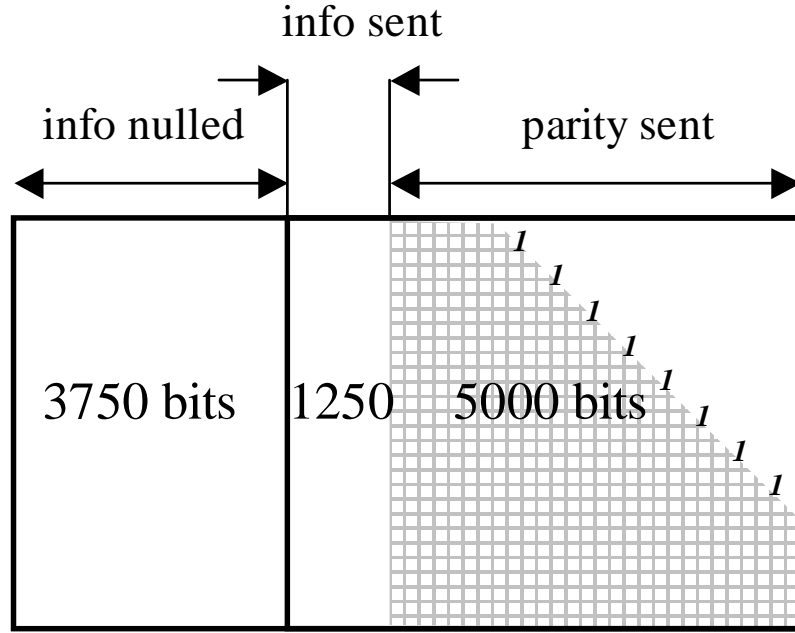 info sent
info nulled
parity sent
1
1
1
1
1
1
1
1
3750 bits
1250
5000 bits